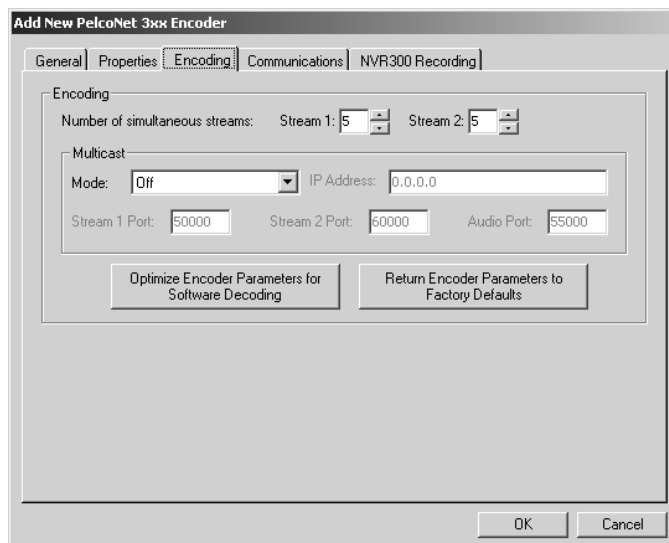 Add New PelcoNet 3xx Encoder
General Properties Encoding Communications NVR300 Recording
Encoding
Number of simultaneous streams: Stream 1: 5 Stream 2: 5
Multicast
Mode: Off IP Address: 0.0.0.0
Stream 1 Port: 50000 Stream 2 Port: 60000 Audio Port: 55000
Optimize Encoder Parameters for
Software Decoding
Return Encoder Parameters to
Factory Defaults
OK Cancel